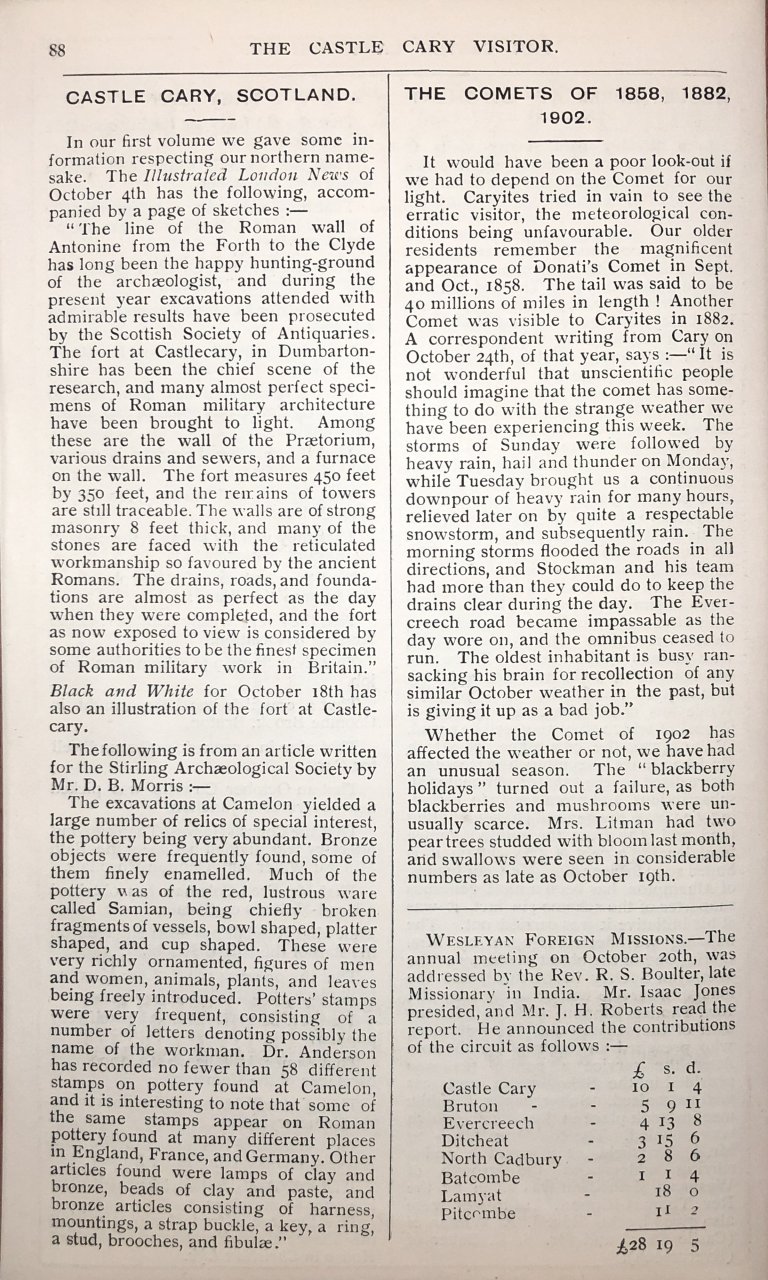 88
THE CASTLE CARY VISITOR.
CASTLE CARY, SCOTLAND.
In our first volume we gave some in-
formation respecting our northern name-
sake. The Illustrated London News of
October 4th has the following, accom-
panied by a page of sketches :—
“The line of the Roman wall of
Antonine from the Forth to the Clyde
has long been the happy hunting-ground
of the archæologist, and during the
present year excavations attended with
admirable results have been prosecuted
by the Scottish Society of Antiquaries.
The fort at Castlecary, in Dumbarton-
shire has been the chief scene of the
research, and many almost perfect speci-
mens of Roman military architecture
have been brought to light. Among
these are the wall of the Prætorium,
various drains and sewers, and a furnace
on the wall. The fort measures 450 feet
by 350 feet, and the remains of towers
are still traceable. The walls are of strong
masonry 8 feet thick, and many of the
stones are faced with the reticulated
workmanship so favoured by the ancient
Romans. The drains, roads, and founda-
tions are almost as perfect as the day
when they were completed, and the fort
as now exposed to view is considered by
some authorities to be the finest specimen
of Roman military work in Britain.”
Black and White for October 18th has
also an illustration of the fort at Castle-
cary.
The following is from an article written
for the Stirling Archæological Society by
Mr. D. B. Morris :—
The excavations at Camelon yielded a
large number of relics of special interest,
the pottery being very abundant. Bronze
objects were frequently found, some of
them finely enamelled. Much of the
pottery was of the red, lustrous ware
called Samian, being chiefly broken
fragments of vessels, bowl shaped, platter
shaped, and cup shaped. These were
very richly ornamented, figures of men
and women, animals, plants, and leaves
being freely introduced. Potters’ stamps
were very frequent, consisting of a
number of letters denoting possibly the
name of the workman. Dr. Anderson
has recorded no fewer than 58 different
stamps on pottery found at Camelon,
and it is interesting to note that some of
the same stamps appear on Roman
pottery found at many different places
in England, France, and Germany. Other
articles found were lamps of clay and
bronze, beads of clay and paste, and
bronze articles consisting of harness,
mountings, a strap buckle, a key, a ring,
a stud, brooches, and fibulæ.”
THE COMETS OF 1858, 1882,
1902.
It would have been a poor look-out if
we had to depend on the Comet for our
light. Caryites tried in vain to see the
erratic visitor, the meteorological con-
ditions being unfavourable. Our older
residents remember the magnificent
appearance of Donati’s Comet in Sept.
and Oct., 1858. The tail was said to be
40 millions of miles in length ! Another
Comet was visible to Caryites in 1882.
A correspondent writing from Cary on
October 24th, of that year, says :—“It is
not wonderful that unscientific people
should imagine that the comet has some-
thing to do with the strange weather we
have been experiencing this week. The
storms of Sunday were followed by
heavy rain, hail and thunder on Monday,
while Tuesday brought us a continuous
downpour of heavy rain for many hours,
relieved later on by quite a respectable
snowstorm, and subsequently rain. The
morning storms flooded the roads in all
directions, and Stockman and his team
had more than they could do to keep the
drains clear during the day. The Ever-
creech road became impassable as the
day wore on, and the omnibus ceased to
run. The oldest inhabitant is busy ran-
sacking his brain for recollection of any
similar October weather in the past, but
is giving it up as a bad job.”
Whether the Comet of 1902 has
affected the weather or not, we have had
an unusual season. The “blackberry
holidays” turned out a failure, as both
blackberries and mushrooms were un-
usually scarce. Mrs. Litman had two
pear trees studded with bloom last month,
and swallows were seen in considerable
numbers as late as October 19th.
WESLEYAN FOREIGN MISSIONS.—The
annual meeting on October 20th, was
addressed by the Rev. R. S. Boulter, late
Missionary in India. Mr. Isaac Jones
presided, and Mr. J. H. Roberts read the
report. He announced the contributions
of the circuit as follows :—
£ s. d.
Castle Cary - 10 1 4
Bruton - - 5 9 11
Evercreech - 4 13 8
Ditcheat - 3 15 6
North Cadbury - 2 8 6
Batcombe - 1 1 4
Lamyat - 18 0
Pitcombe - 11 2
£28 19 5